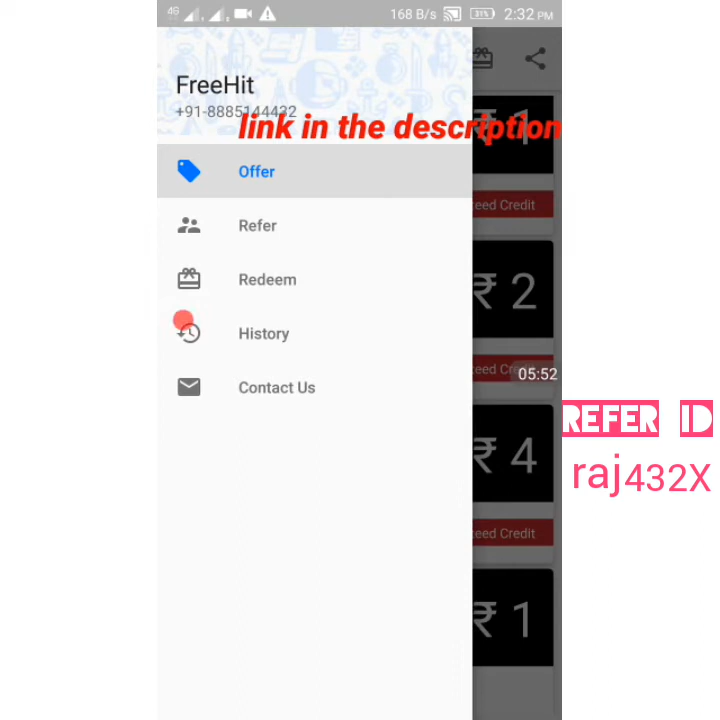 4G 168 B/s 31% 2:32 PM
FreeHit
+91-8885144432
link in the description
₹ 1
Offer
eed Credit
Refer
Redeem
₹ 2
History
eed Cre
05:52
Contact Us
REFER ID
₹ 4
raj432X
eed Credit
₹ 1